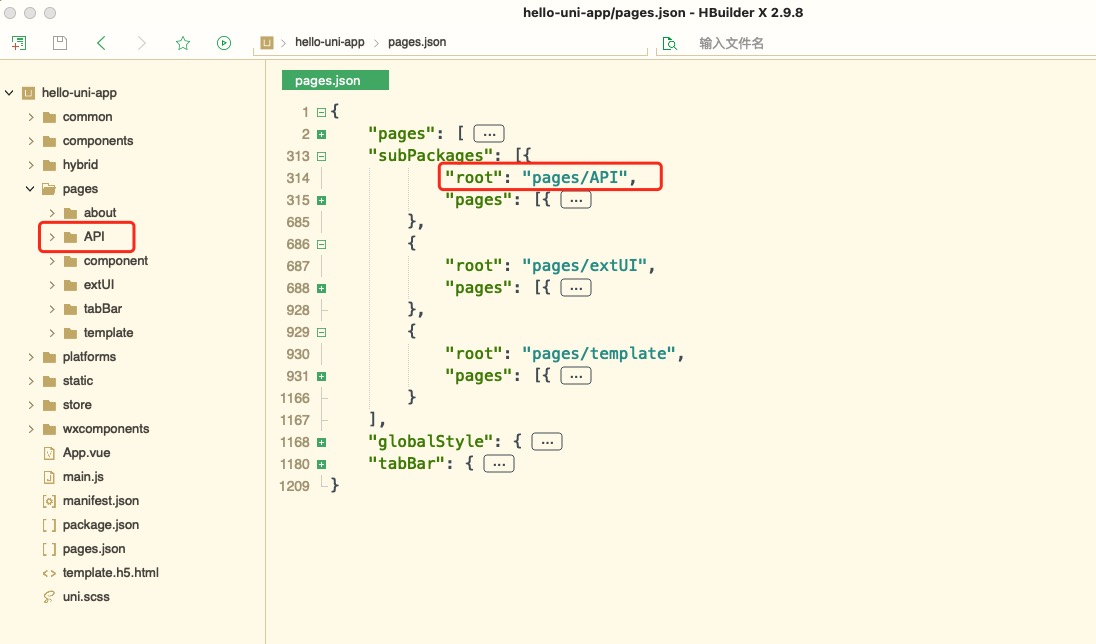 hello-uni-app/pages.json - HBuilder X 2.9.8
hello-uni-app
pages.json
输入文件名
hello-uni-app
common
components
hybrid
pages
about
API
component
extUI
tabBar
template
platforms
static
store
wxcomponents
App.vue
main.js
manifest.json
package.json
pages.json
template.h5.html
uni.scss
pages.json
1 {
2 "pages": [ ...
313 "subPackages": [{
314 "root": "pages/API",
315 "pages": [{ ...
685 },
686 {
687 "root": "pages/extUI",
688 "pages": [{ ...
928 },
929 {
930 "root": "pages/template",
931 "pages": [{ ...
1166 }
1167 ],
1168 "globalStyle": { ...
1180 "tabBar": { ...
1209 }